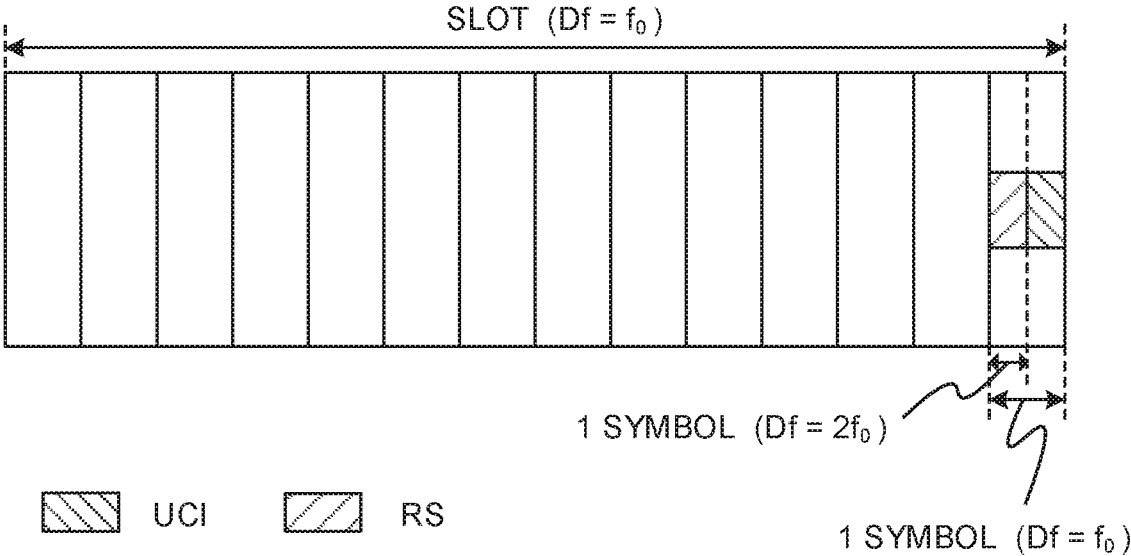 SLOT (Df = f₀)
1 SYMBOL (Df = 2f₀)
UCI
RS
1 SYMBOL (Df = f₀)